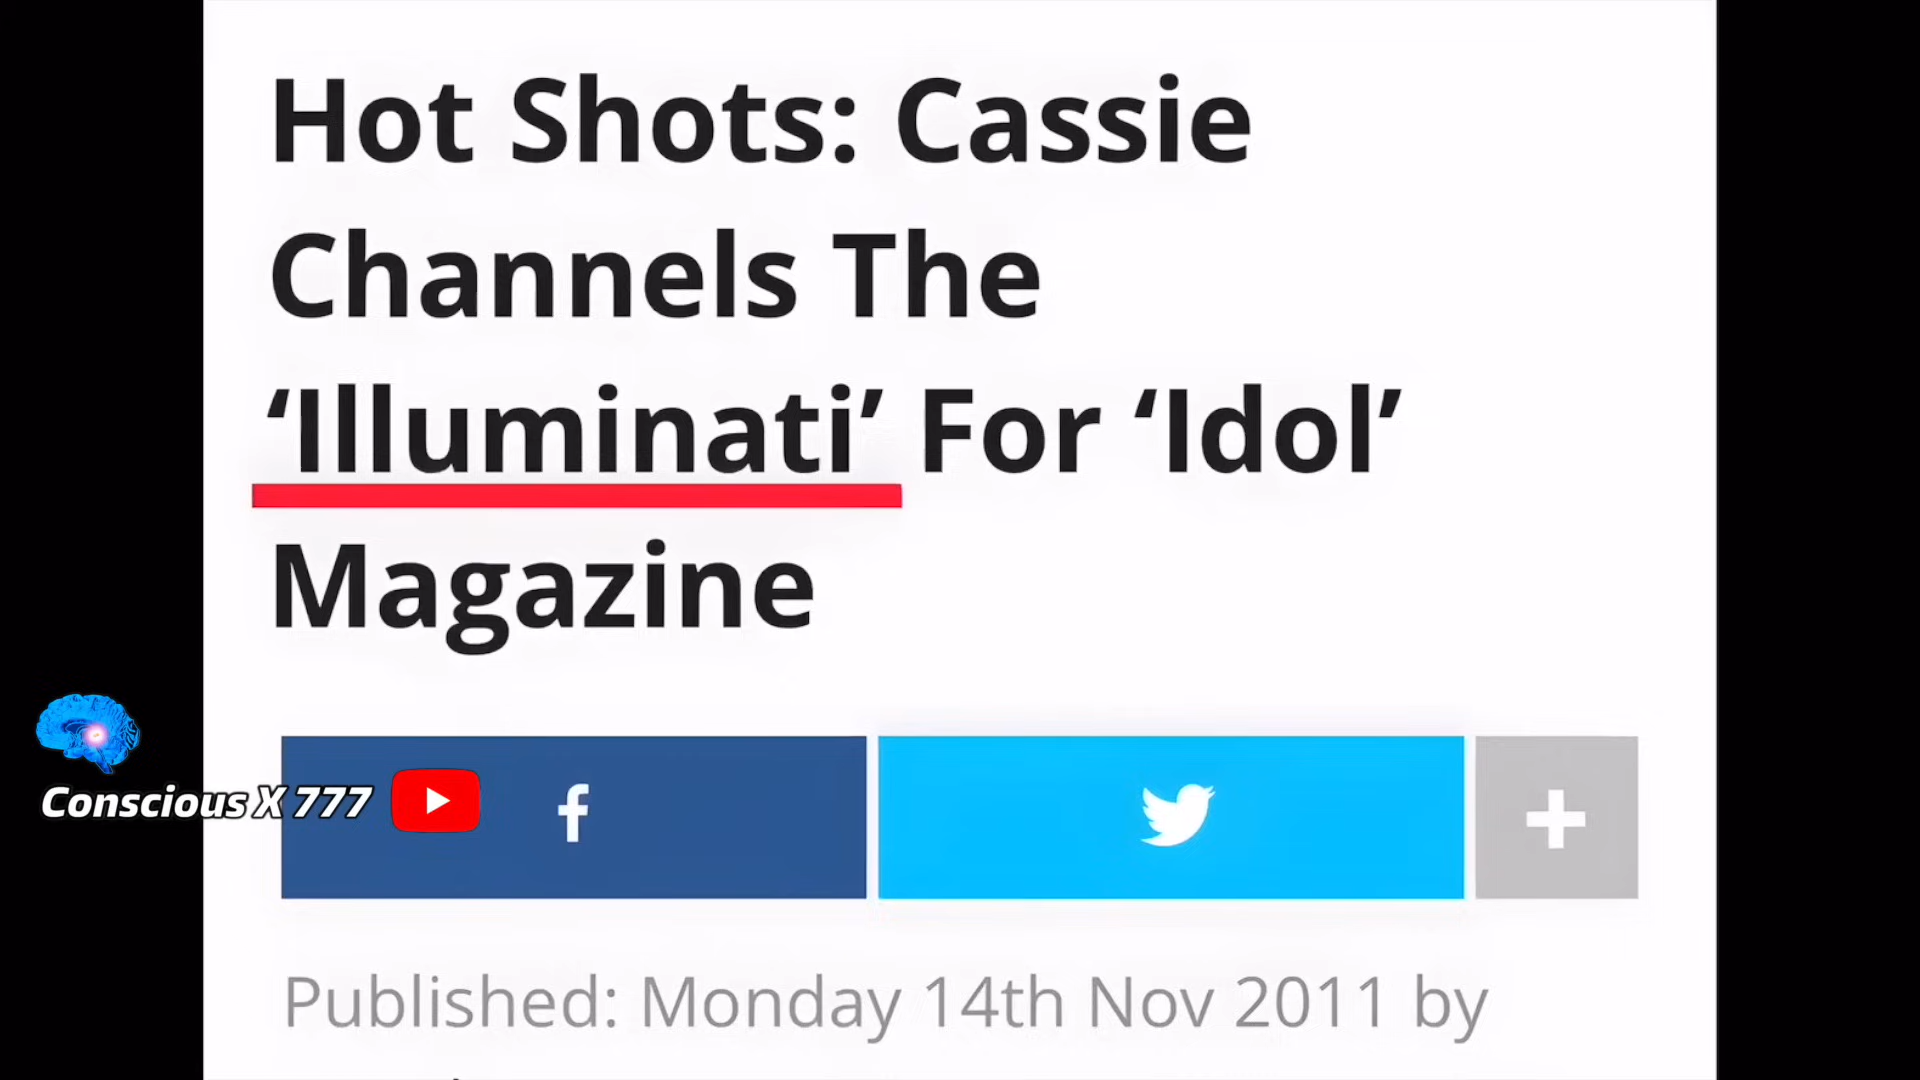 Hot Shots: Cassie
Channels The
‘Illuminati’ For ‘Idol’
Magazine
Conscious X 777
Published: Monday 14th Nov 2011 by